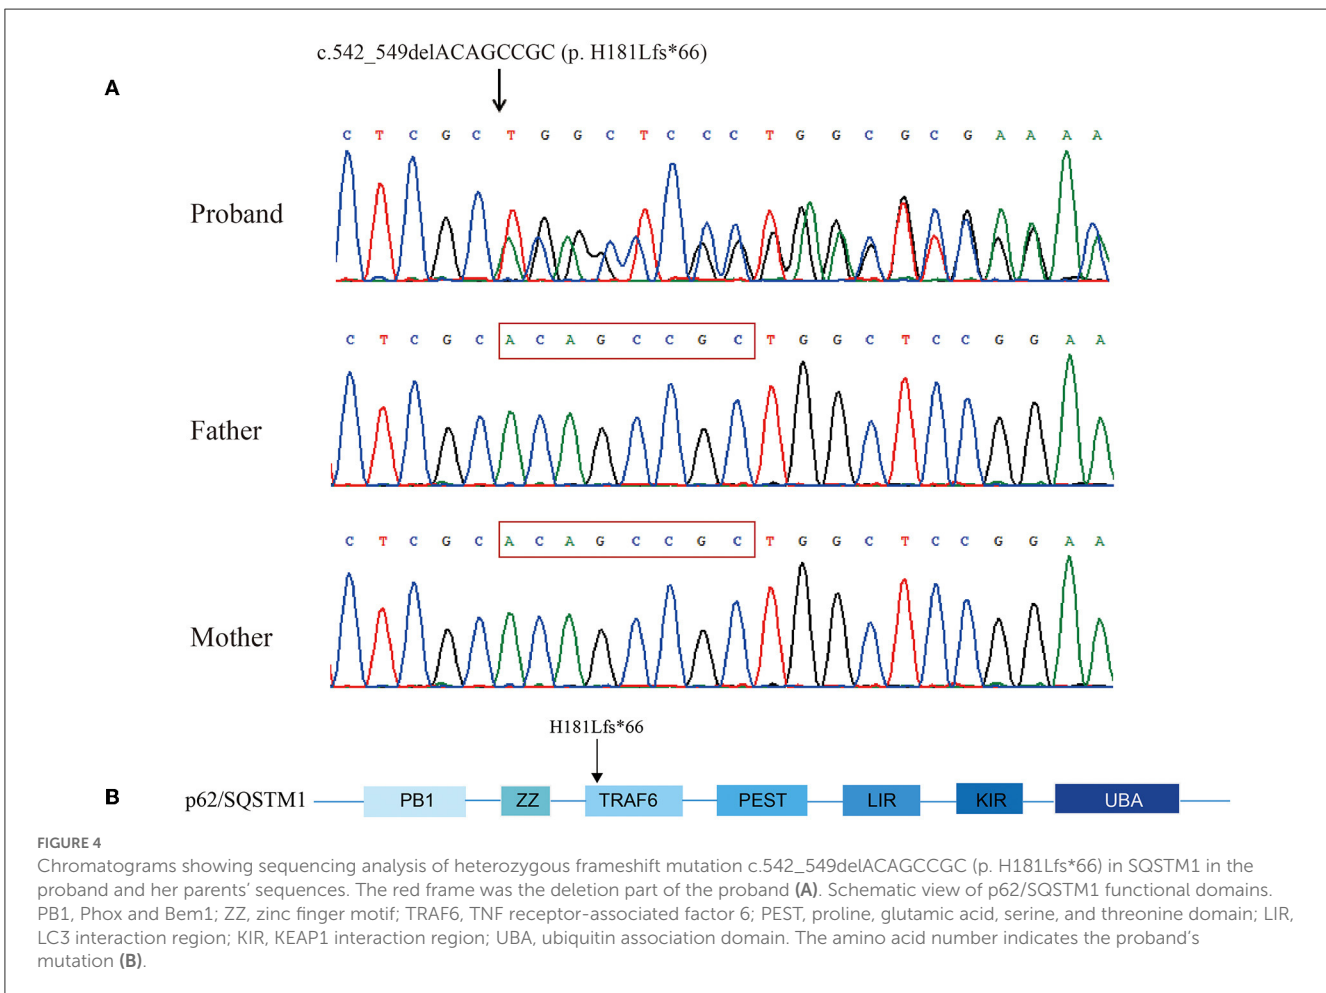 c.542_549delACAGCCGC (p. H181Lfs*66)
A
C T C G C T G G C T C C C T G G C G C G A A A A
Proband
C T C G C A C A G C C G C T G G C T C C G G A A
Father
C T C G C A C A G C C G C T G G C T C C G G A A
Mother
H181Lfs*66
B p62/SQSTM1 PB1 ZZ TRAF6 PEST LIR KIR UBA
FIGURE 4
Chromatograms showing sequencing analysis of heterozygous frameshift mutation c.542_549delACAGCCGC (p. H181Lfs*66) in SQSTM1 in the
proband and her parents’ sequences. The red frame was the deletion part of the proband (A). Schematic view of p62/SQSTM1 functional domains.
PB1, Phox and Bem1; ZZ, zinc finger motif; TRAF6, TNF receptor-associated factor 6; PEST, proline, glutamic acid, serine, and threonine domain; LIR,
LC3 interaction region; KIR, KEAP1 interaction region; UBA, ubiquitin association domain. The amino acid number indicates the proband’s
mutation (B).